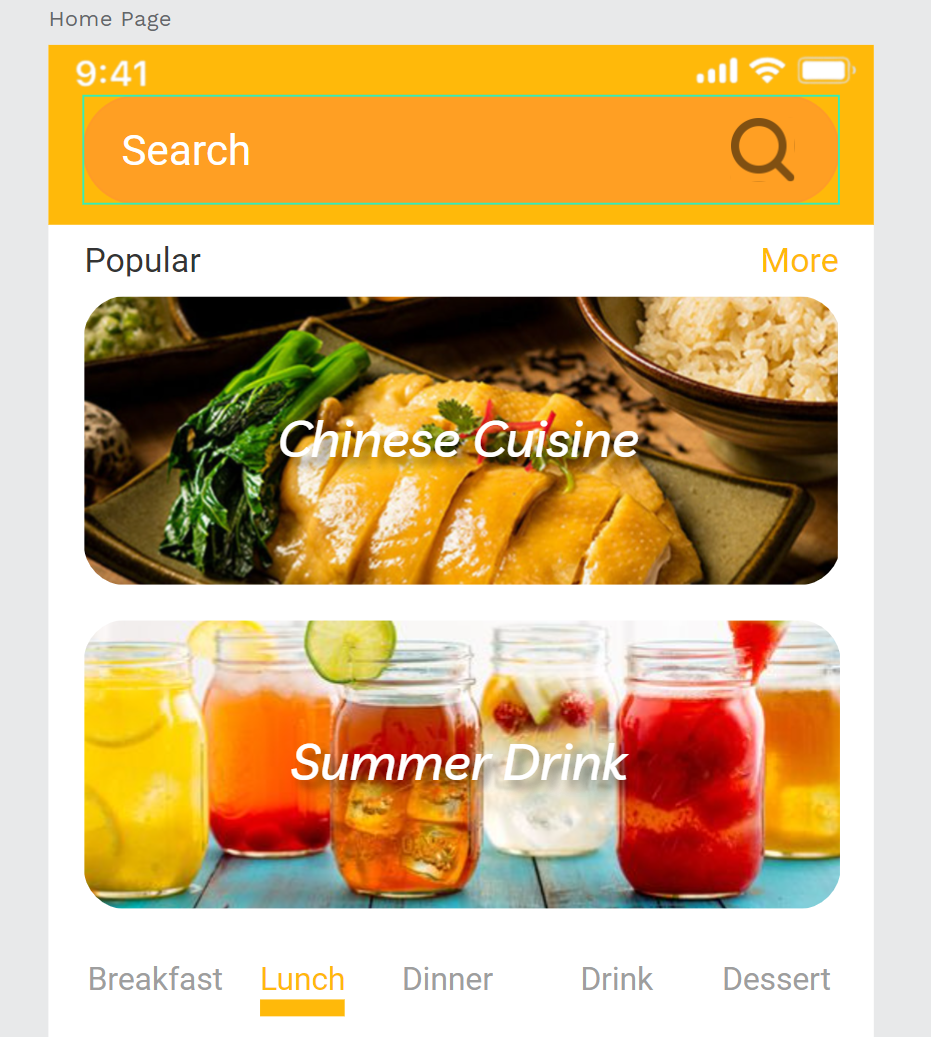 Home Page
9:41
Search
Popular More
Chinese Cuisine
Summer Drink
Breakfast Lunch Dinner Drink Dessert